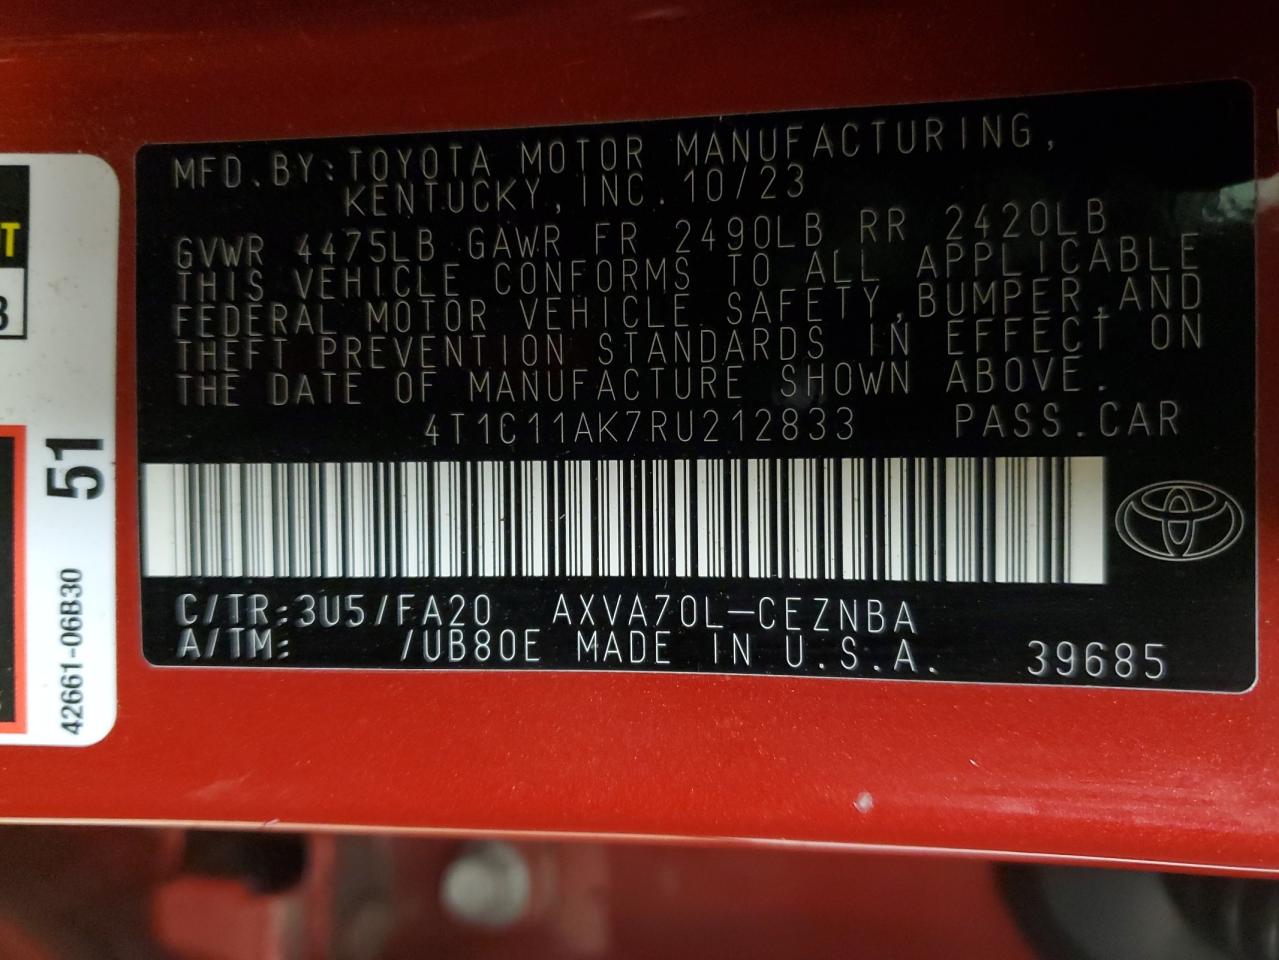 MFD.BY:TOYOTA MOTOR MANUFACTURING,
KENTUCKY,INC.10/23
GVWR 4475LB GAWR FR 2490LB RR 2420LB
THIS VEHICLE CONFORMS TO ALL APPLICABLE
FEDERAL MOTOR VEHICLE SAFETY,BUMPER,AND
THEFT PREVENTION STANDARDS IN EFFECT ON
THE DATE OF MANUFACTURE SHOWN ABOVE.
4T1C11AK7RU212833 PASS.CAR
C/TR:3U5/FA20 AXVA70L-CEZNBA
A/TM: /UB80E MADE IN U.S.A. 39685
51
42661-06B30
T